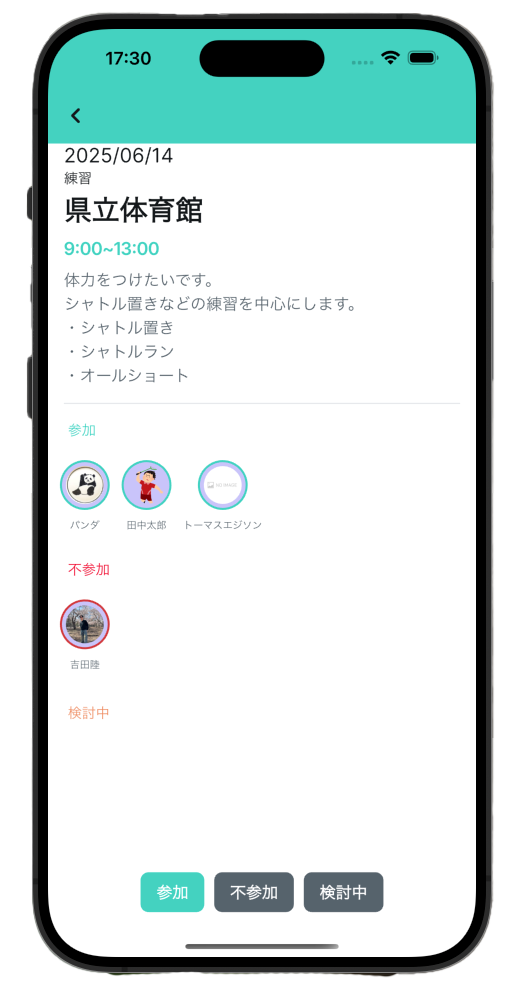 17:30
2025/06/14
練習
県立体育館
9:00~13:00
体力をつけたいです。
シャトル置きなどの練習を中心にします。
・シャトル置き
・シャトルラン
・オールショート
参加
NO IMAGE
パンダ
田中太郎
トーマスエジソン
不参加
吉田陸
検討中
参加
不参加
検討中